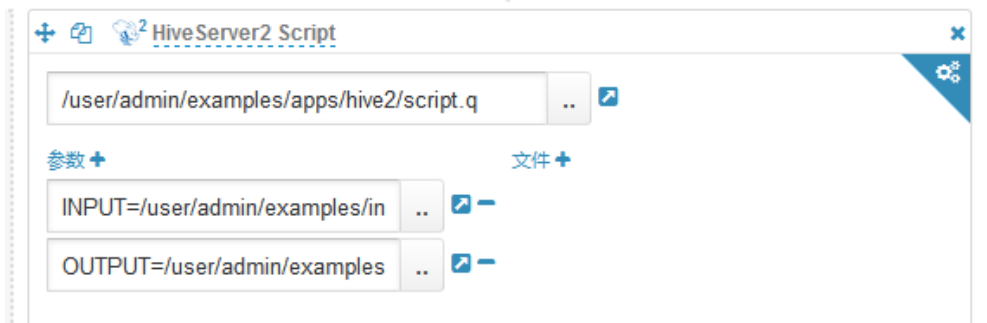 2 HiveServer2 Script
/user/admin/examples/apps/hive2/script.q ..
参数 文件
INPUT=/user/admin/examples/in ..
OUTPUT=/user/admin/examples ..